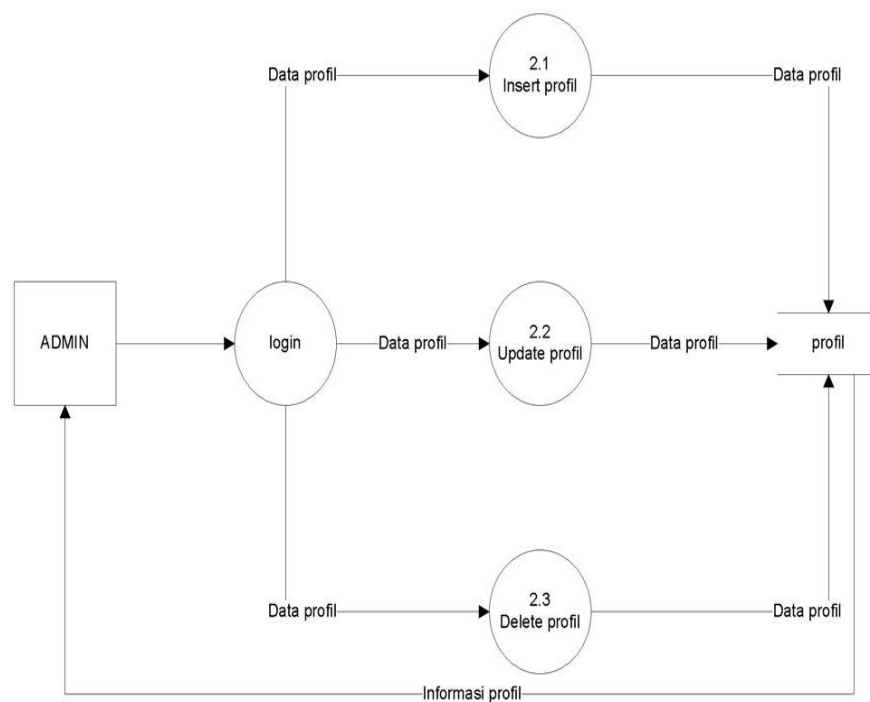 Data profil
2.1
Insert profil
Data profil
ADMIN
login
Data profil
2.2
Update profil
Data profil
profil
Data profil
2.3
Delete profil
Data profil
Informasi profil